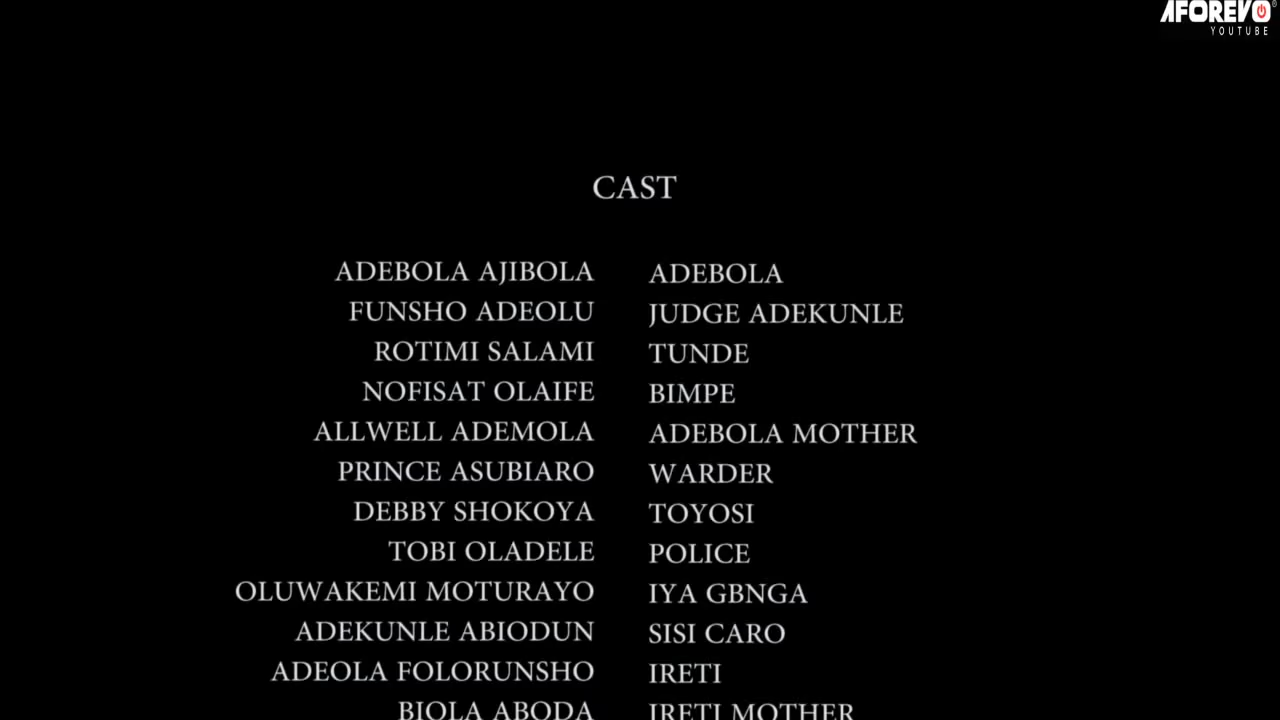 AFOREVO
YOUTUBE
CAST
ADEBOLA AJIBOLA ADEBOLA
FUNSHO ADEOLU JUDGE ADEKUNLE
ROTIMI SALAMI TUNDE
NOFISAT OLAIFE BIMPE
ALLWELL ADEMOLA ADEBOLA MOTHER
PRINCE ASUBIARO WARDER
DEBBY SHOKOYA TOYOSI
TOBI OLADELE POLICE
OLUWAKEMI MOTURAYO IYA GBNGA
ADEKUNLE ABIODUN SISI CARO
ADEOLA FOLORUNSHO IRETI
BIOLA ABODA IRETI MOTHER